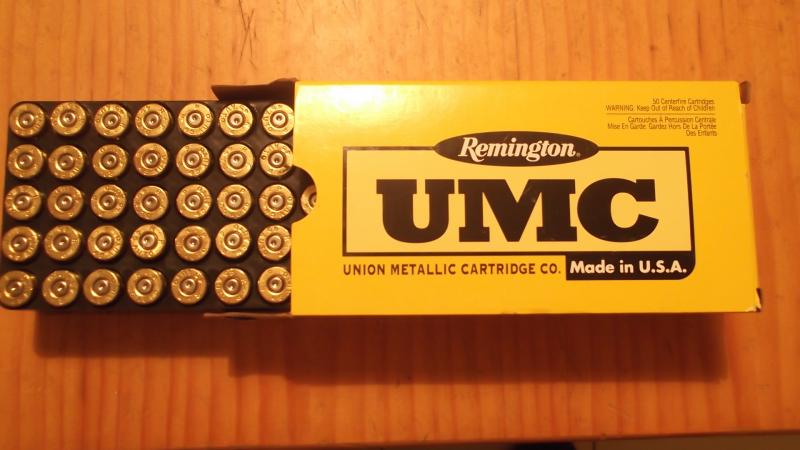 50 Centerfire Cartridges
WARNING: Keep Out of Reach of Children
Cartouches À Percussion Centrale
Mise En Garde: Gardez Hors De La Portée
Des Enfants
Remington®
UMC
UNION METALLIC CARTRIDGE CO.
Made in U.S.A.